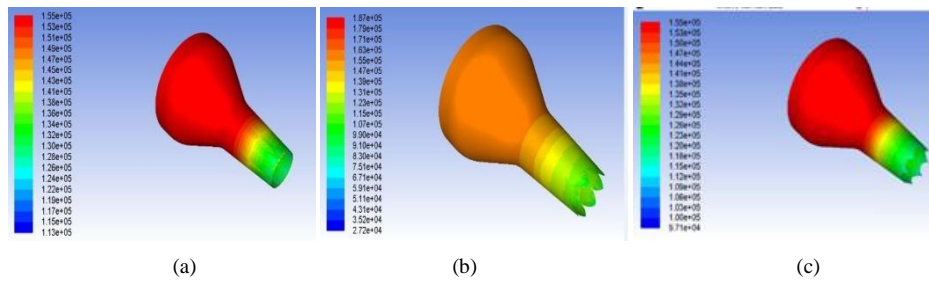 1.55e+05
1.53e+05
1.51e+05
1.49e+05
1.47e+05
1.45e+05
1.43e+05
1.41e+05
1.38e+05
1.36e+05
1.34e+05
1.32e+05
1.30e+05
1.28e+05
1.26e+05
1.24e+05
1.22e+05
1.19e+05
1.17e+05
1.15e+05
1.13e+05
1.87e+05
1.79e+05
1.71e+05
1.63e+05
1.55e+05
1.47e+05
1.39e+05
1.31e+05
1.23e+05
1.15e+05
1.07e+05
9.90e+04
9.10e+04
8.30e+04
7.51e+04
6.71e+04
5.91e+04
5.11e+04
4.31e+04
3.52e+04
2.72e+04
1.55e+05
1.53e+05
1.50e+05
1.47e+05
1.44e+05
1.41e+05
1.38e+05
1.35e+05
1.32e+05
1.29e+05
1.26e+05
1.23e+05
1.20e+05
1.18e+05
1.15e+05
1.12e+05
1.09e+05
1.06e+05
1.03e+05
1.00e+05
9.71e+04
(a)
(b)
(c)